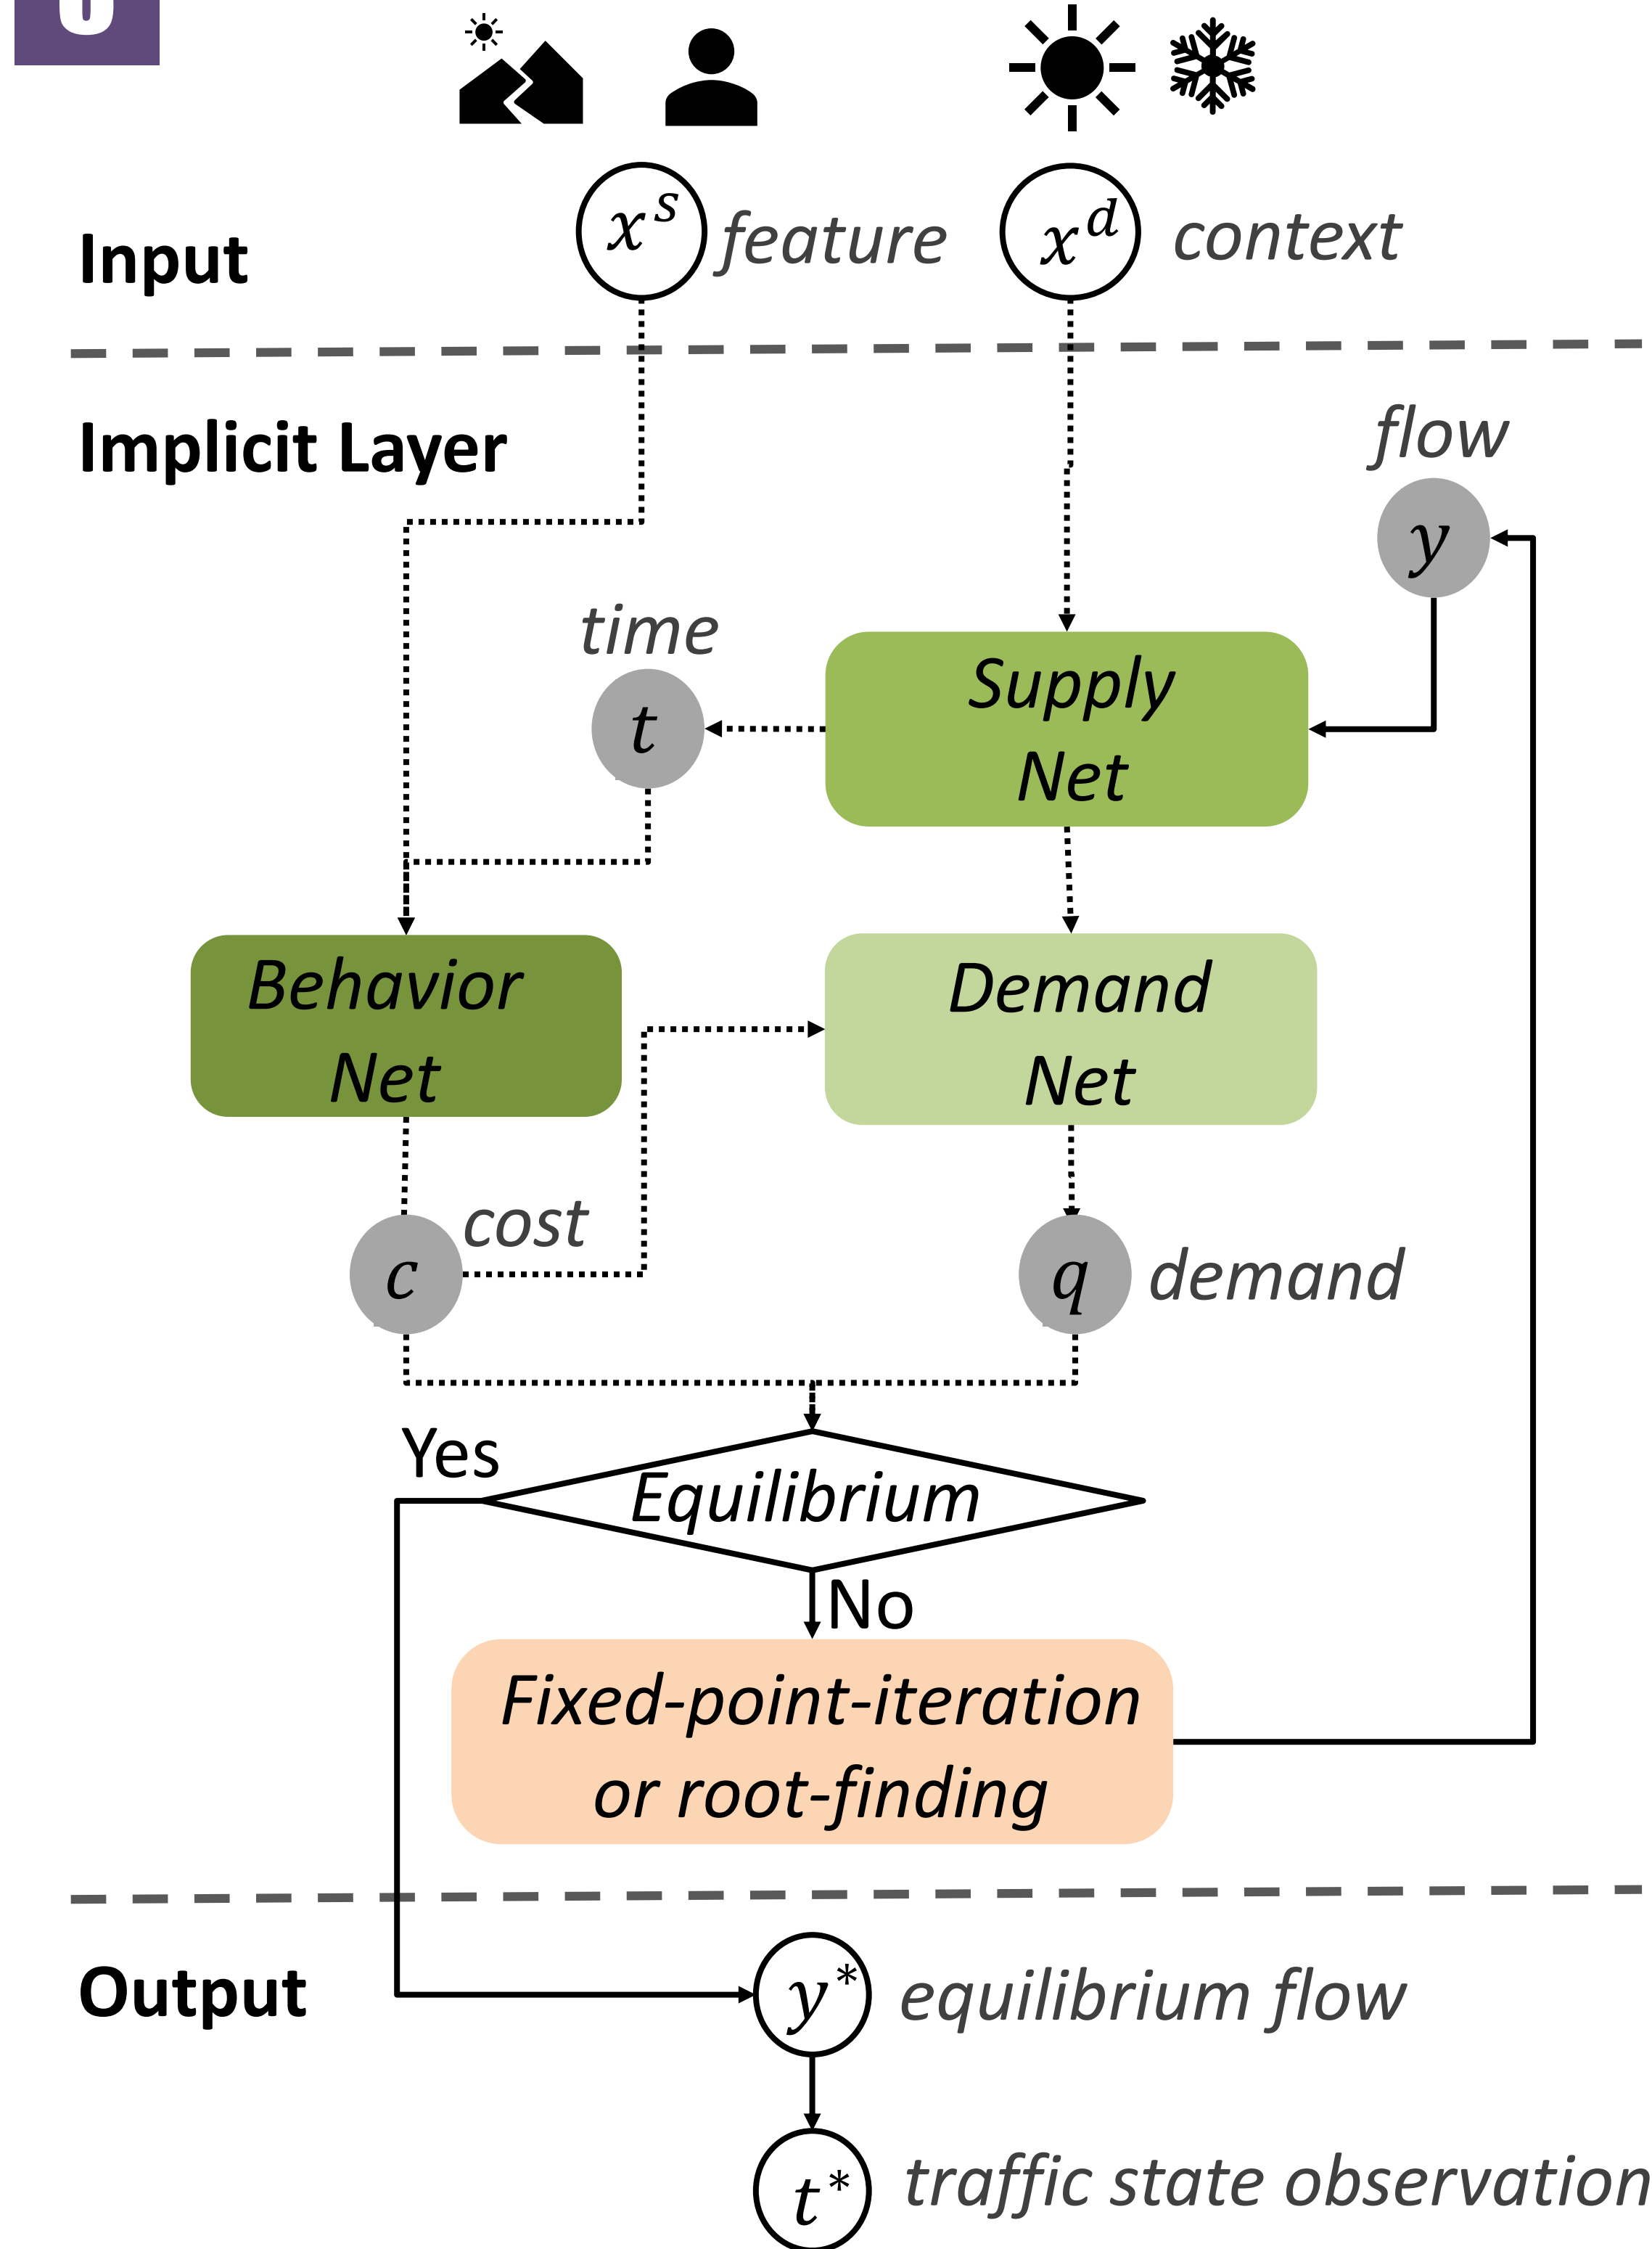 x^s feature
x^d context
Input
Implicit Layer
flow
y
time
t
Supply
Net
Behavior
Net
Demand
Net
cost
c
q demand
Yes
Equilibrium
No
Fixed-point-iteration
or root-finding
Output
y* equilibrium flow
t* traffic state observation